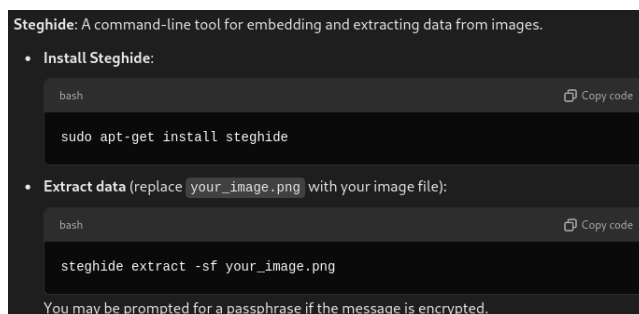 Steghide: A command-line tool for embedding and extracting data from images.
• Install Steghide:
bash
Copy code
sudo apt-get install steghide
• Extract data (replace your_image.png with your image file):
bash
Copy code
steghide extract -sf your_image.png
You may be prompted for a passphrase if the message is encrypted.